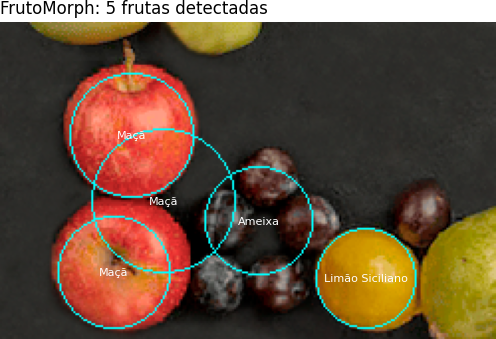 FrutoMorph: 5 frutas detectadas
Maçã
Maçã
Ameixa
Maçã
Limão Siciliano